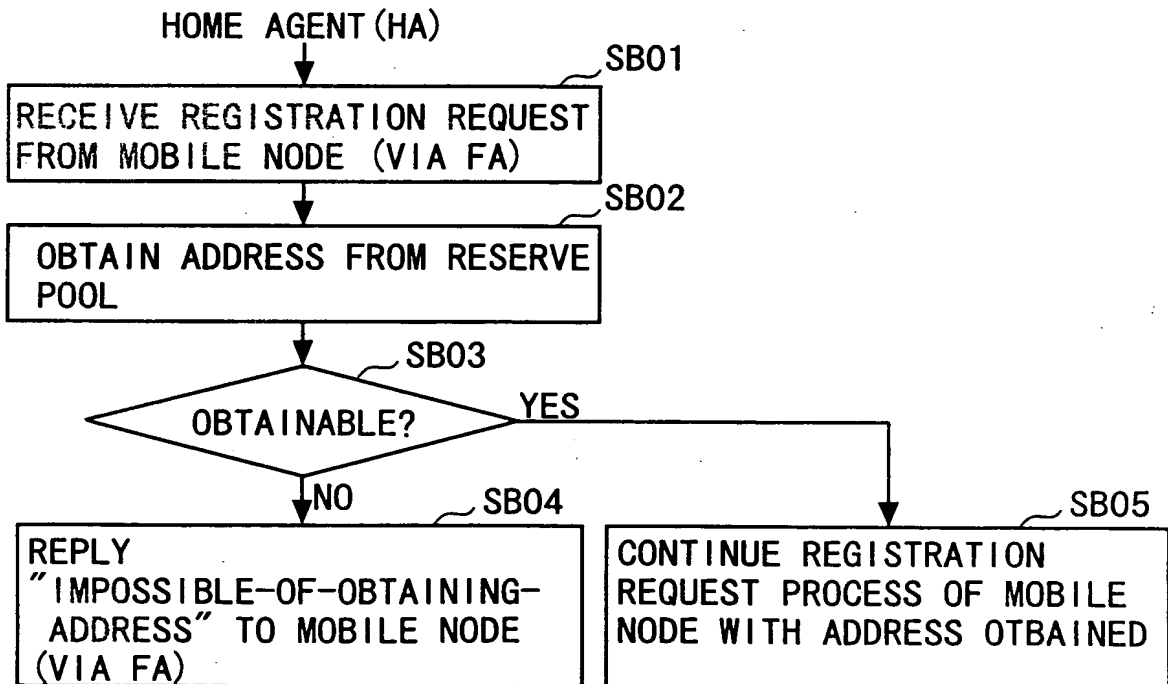 HOME AGENT(HA)
SB01
RECEIVE REGISTRATION REQUEST
FROM MOBILE NODE (VIA FA)
SB02
OBTAIN ADDRESS FROM RESERVE
POOL
SB03
OBTAINABLE?
YES
NO
SB04
REPLY
"IMPOSSIBLE-OF-OBTAINING-
ADDRESS" TO MOBILE NODE
(VIA FA)
SB05
CONTINUE REGISTRATION
REQUEST PROCESS OF MOBILE
NODE WITH ADDRESS OTBAINED